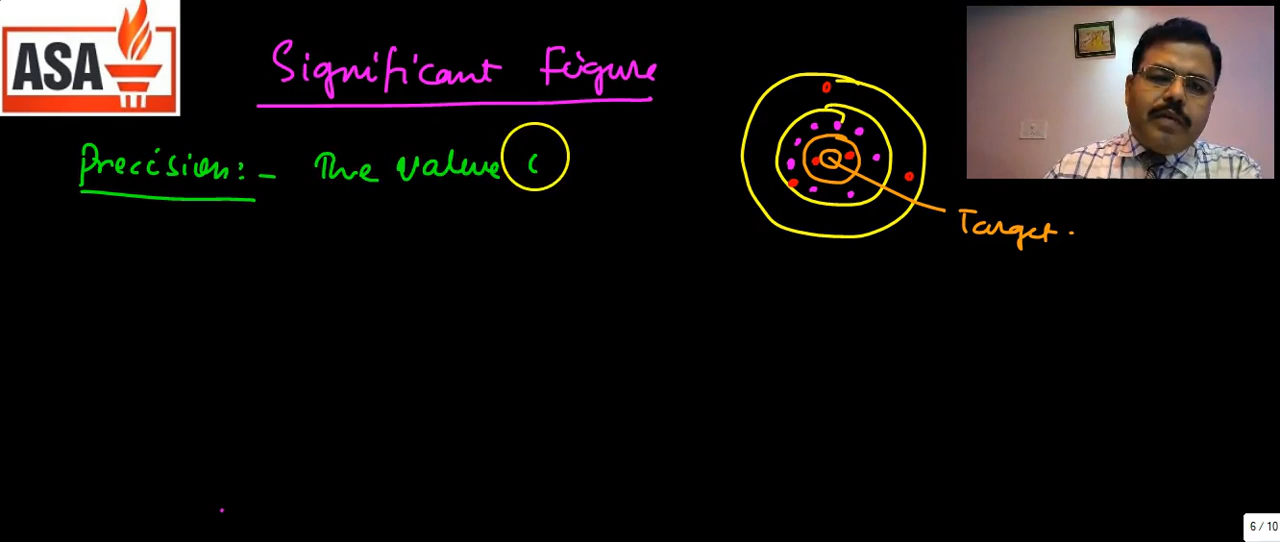 ASA
Significant Figure
Precision:- The value
Target.
6 / 10